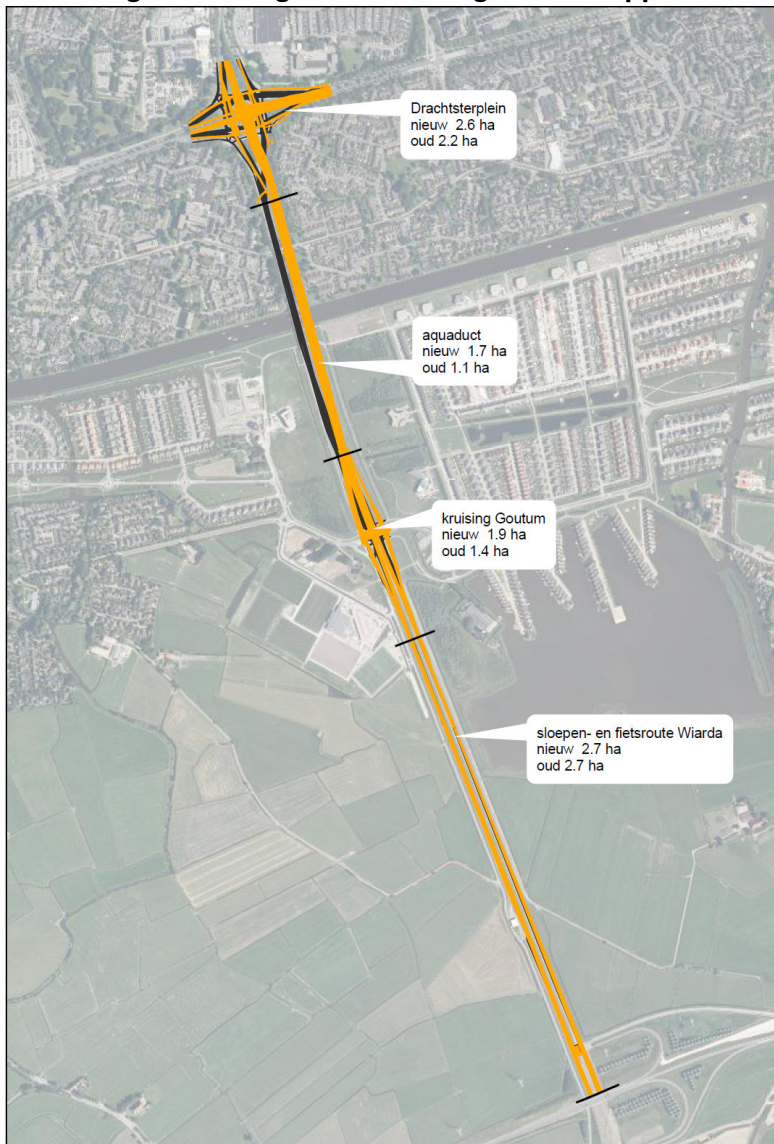 Drachtsterplein
nieuw 2.6 ha
oud 2.2 ha
aquaduct
nieuw 1.7 ha
oud 1.1 ha
kruising Goutum
nieuw 1.9 ha
oud 1.4 ha
sloepen- en fietsroute Wiarda
nieuw 2.7 ha
oud 2.7 ha